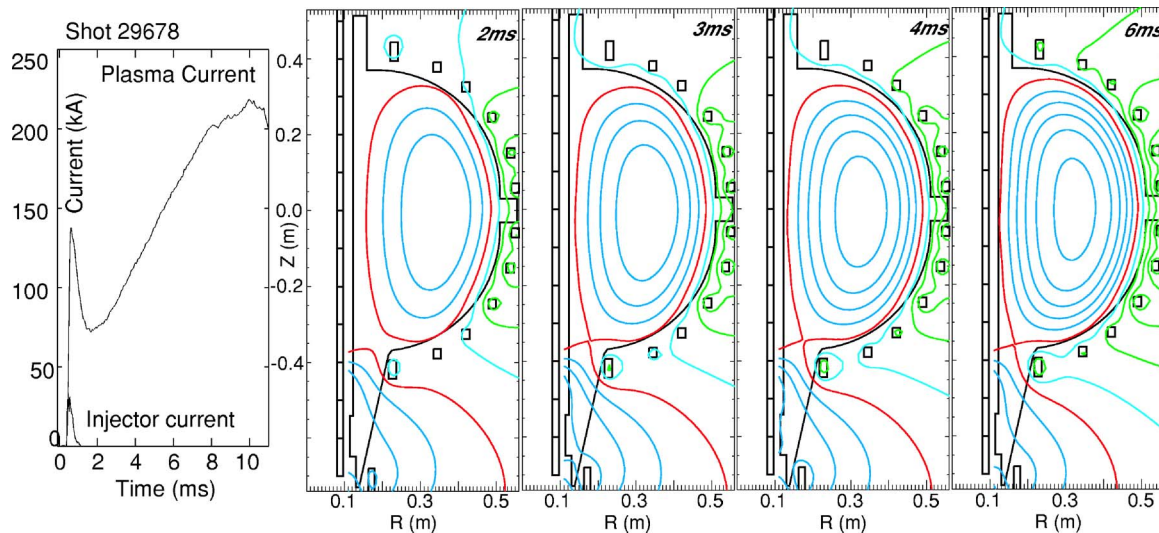 Shot 29678
250
200
150
100
50
0
Current (kA)
Plasma Current
Injector current
0 2 4 6 8 10
Time (ms)
0.4
0.2
0.0
-0.2
-0.4
Z (m)
2ms
3ms
4ms
6ms
0.1 0.3 0.5
R (m)
0.1 0.3 0.5
R (m)
0.1 0.3 0.5
R (m)
0.1 0.3 0.5
R (m)